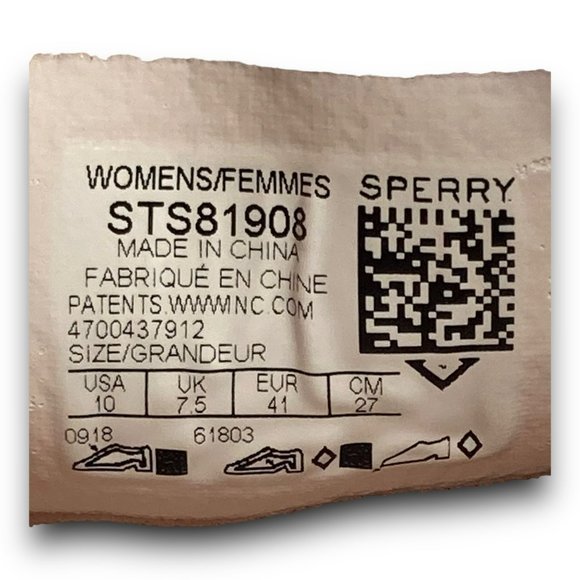 WOMENS/FEMMES
SPERRY
STS81908
MADE IN CHINA
FABRIQUÉ EN CHINE
PATENTS.WWWINC.COM
4700437912
SIZE/GRANDEUR
USA UK EUR CM
10 7.5 41 27
0918 61803